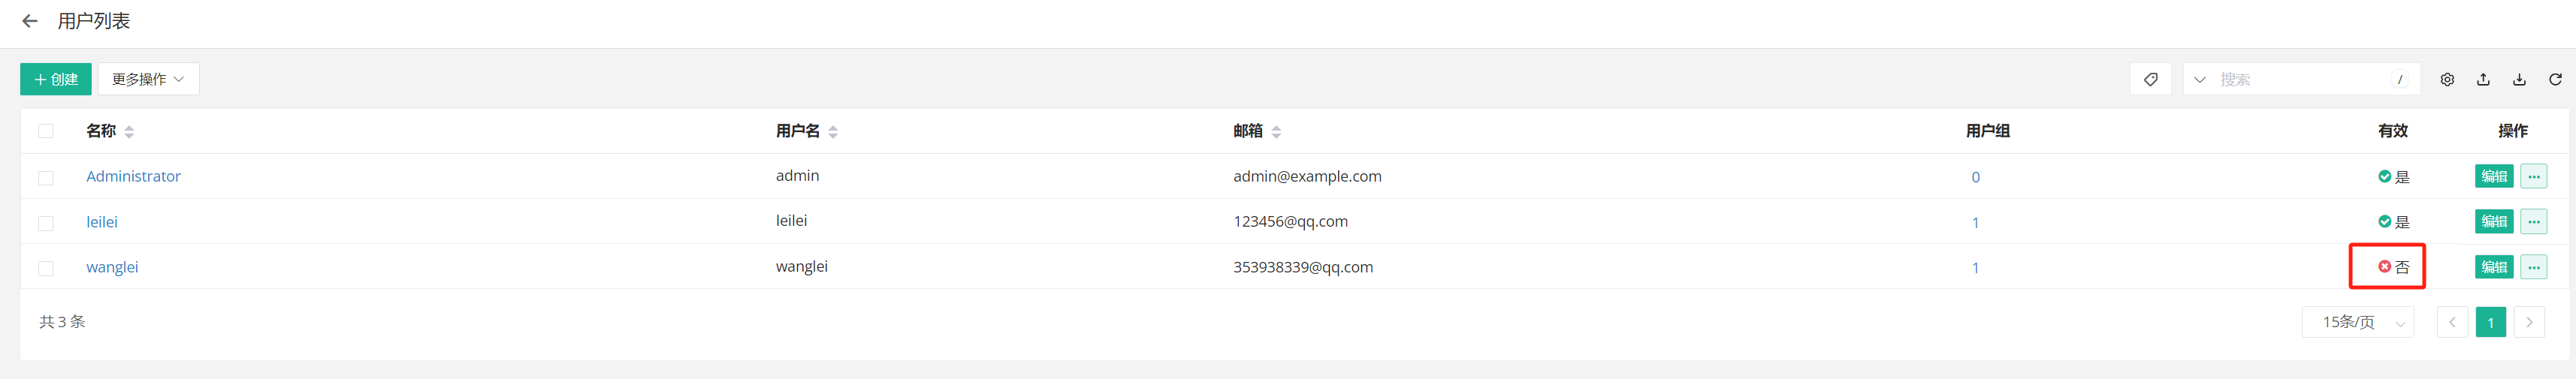 用户列表
创建 更多操作 搜索 /
名称 用户名 邮箱 用户组 有效 操作
Administrator admin admin@example.com 0 是 编辑 ...
leilei leilei 123456@qq.com 1 是 编辑 ...
wanglei wanglei 353938339@qq.com 1 否 编辑 ...
共 3 条 15条/页 1